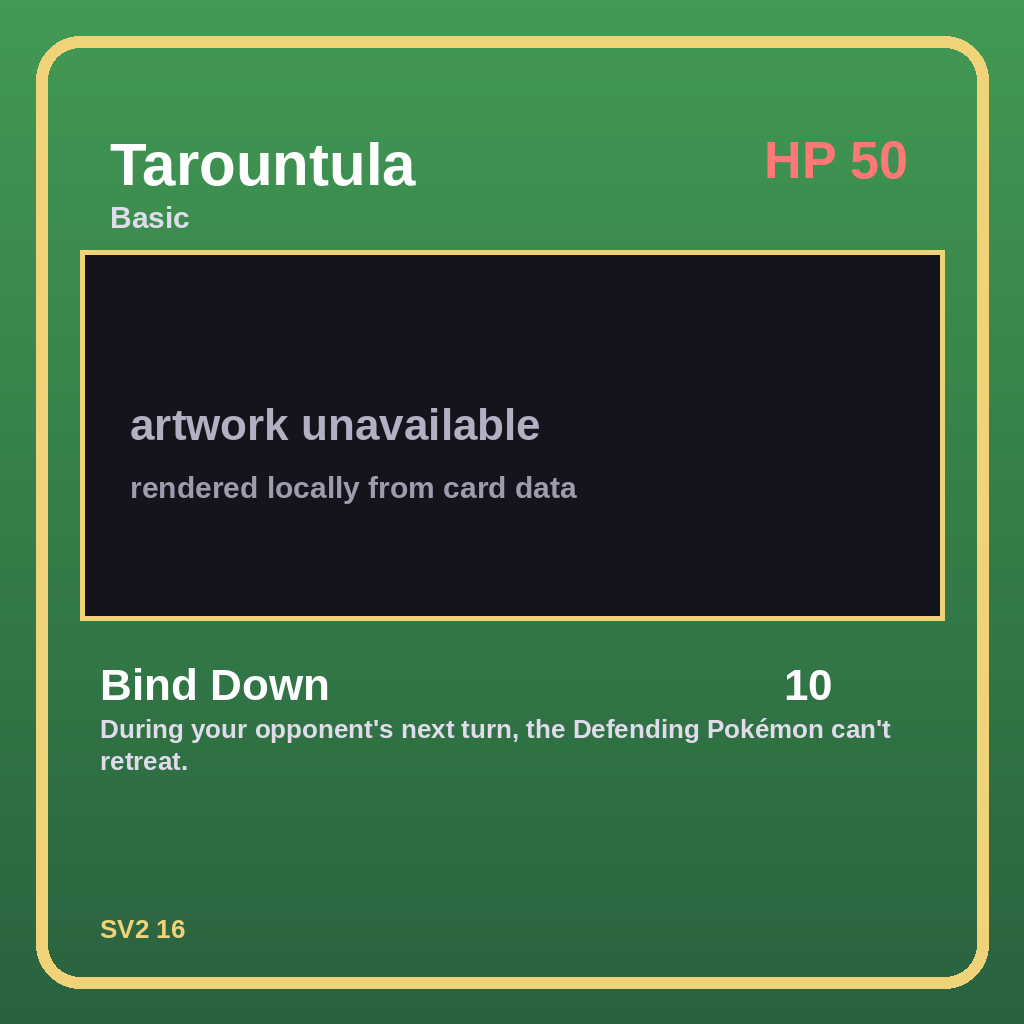 Tarountula
HP 50
Basic
artwork unavailable
rendered locally from card data
Bind Down
10
During your opponent's next turn, the Defending Pokémon can't
retreat.
SV2 16